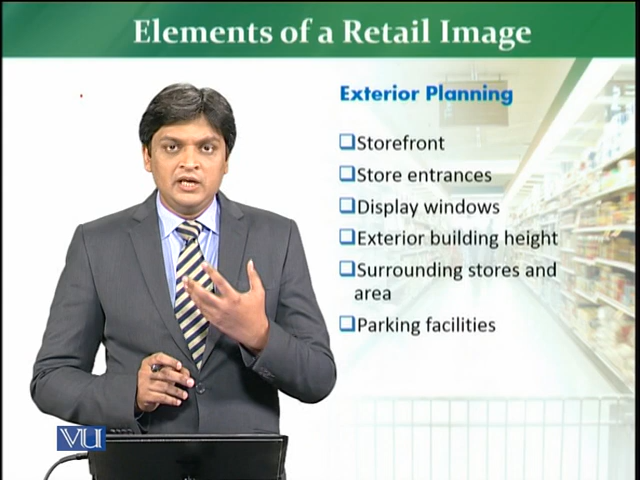 Elements of a Retail Image
Exterior Planning
Storefront
Store entrances
Display windows
Exterior building height
Surrounding stores and
area
Parking facilities
VU